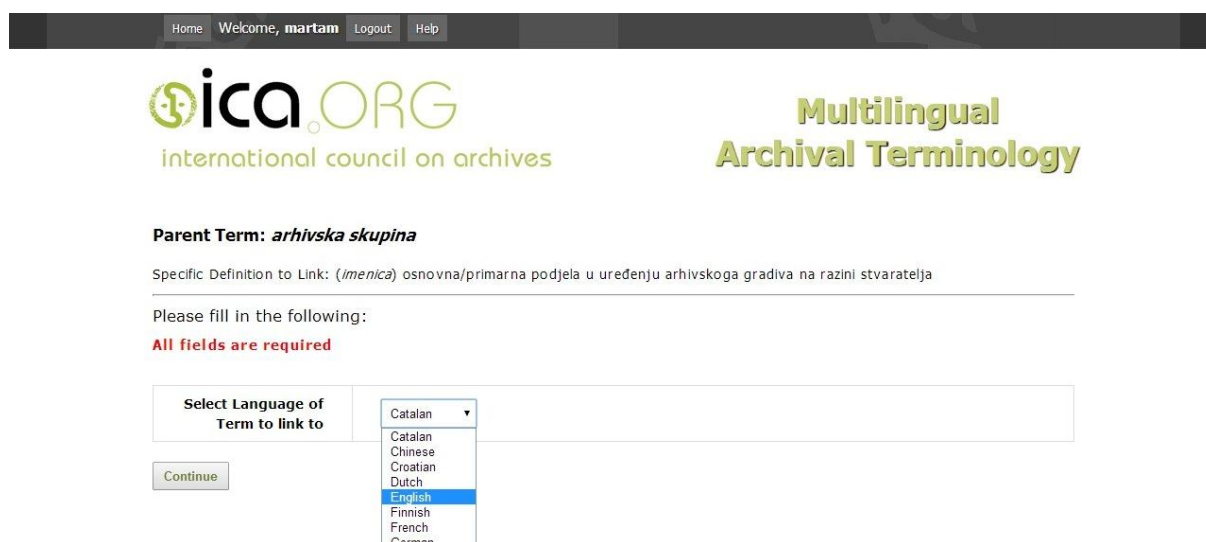 Home Welcome, martam Logout Help
ica.ORG
international council on archives
Multilingual
Archival Terminology
Parent Term: arhivska skupina
Specific Definition to Link: (imenica) osnovna/primarna podjela u uređenju arhivskoga gradiva na razini stvaratelja
Please fill in the following:
All fields are required
Select Language of
Term to link to
Catalan
Catalan
Chinese
Croatian
Dutch
English
Finnish
French
German
Continue